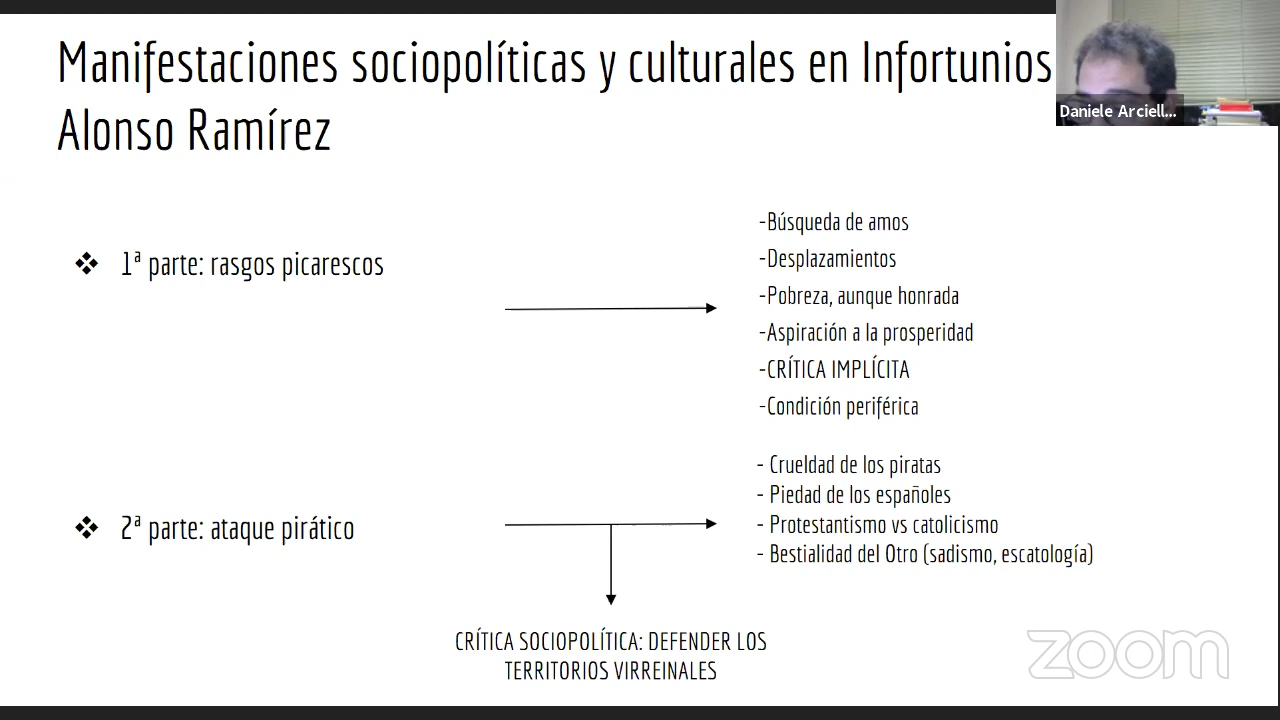 Manifestaciones sociopolíticas y culturales en Infortunios
Alonso Ramírez
Daniele Arciell...
❖ 1ª parte: rasgos picarescos
-Búsqueda de amos
-Desplazamientos
-Pobreza, aunque honrada
-Aspiración a la prosperidad
-CRÍTICA IMPLÍCITA
-Condición periférica
❖ 2ª parte: ataque pirático
- Crueldad de los piratas
- Piedad de los españoles
- Protestantismo vs catolicismo
- Bestialidad del Otro (sadismo, escatología)
CRÍTICA SOCIOPOLÍTICA: DEFENDER LOS
TERRITORIOS VIRREINALES
zoom